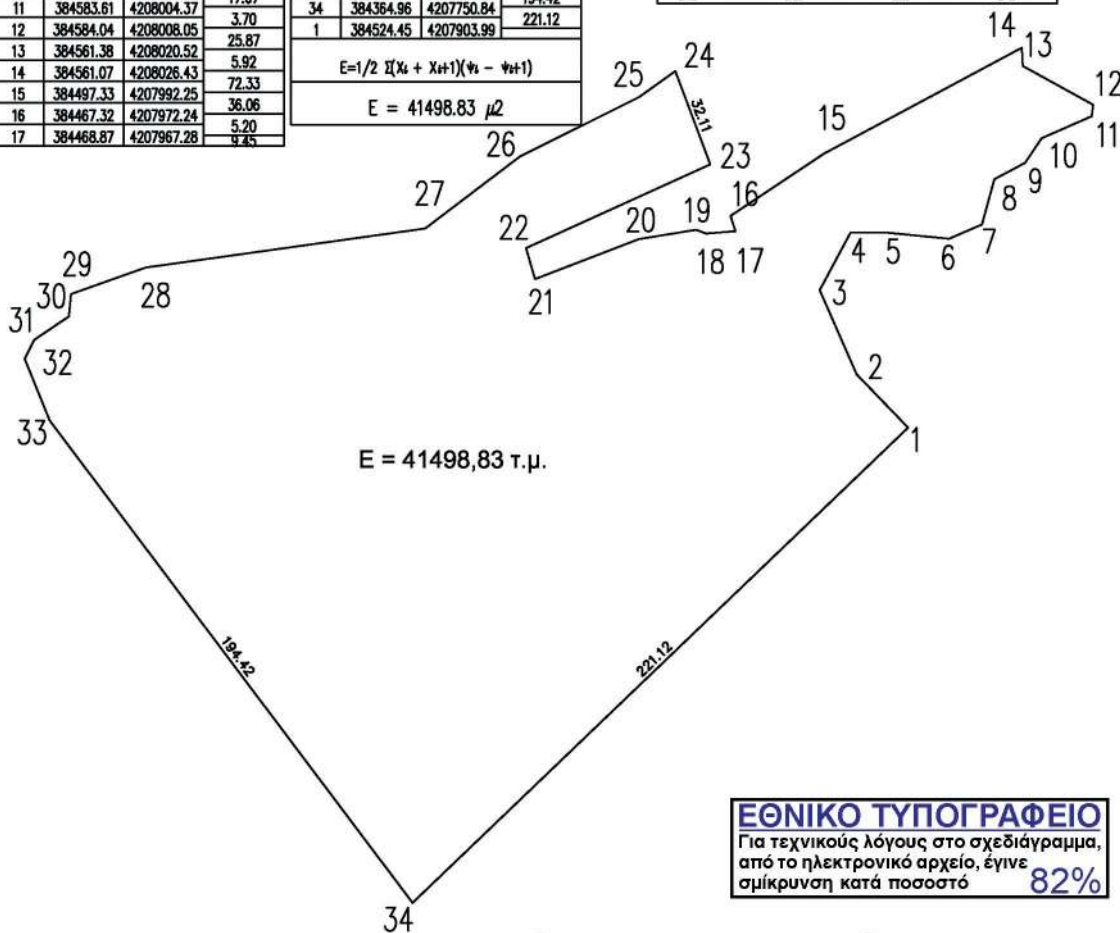 11 384583.61 4208004.37
3.70
12 384584.04 4208008.05
25.87
13 384561.38 4208020.52
5.92
14 384561.07 4208026.43
72.33
15 384497.33 4207992.25
36.06
16 384467.32 4207972.24
5.20
17 384468.87 4207967.28
9.45
34 384364.96 4207750.84
221.12
1 384524.45 4207903.99
E=1/2 Σ(Xi + Xi+1)(ψi - ψi+1)
E = 41498.83 μ2
14
13
24
25
12
32.11
15
11
26
23
10
9
16
27
8
19
22
20
7
4 5
6
18 17
29
21
3
30
28
31
32
2
33
1
E = 41498,83 τ.μ.
194.42
221.12
34
ΕΘΝΙΚΟ ΤΥΠΟΓΡΑΦΕΙΟ
Για τεχνικούς λόγους στο σχεδιάγραμμα,
από το ηλεκτρονικό αρχείο, έγινε
σμίκρυνση κατά ποσοστό 82%